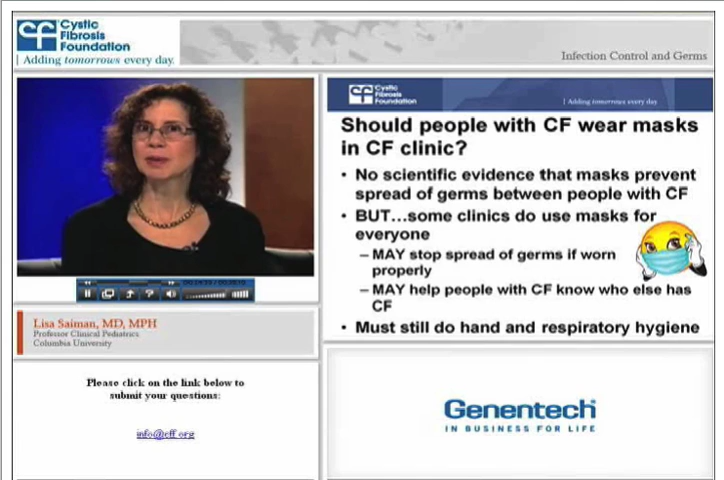 Cystic
Fibrosis
Foundation
Adding tomorrows every day.
Infection Control and Germs
Cystic
Fibrosis
Foundation
Adding tomorrows every day
Should people with CF wear masks
in CF clinic?
• No scientific evidence that masks prevent
spread of germs between people with CF
• BUT...some clinics do use masks for
everyone
– MAY stop spread of germs if worn
properly
– MAY help people with CF know who else has
CF
• Must still do hand and respiratory hygiene
Lisa Saiman, MD, MPH
Professor Clinical Pediatrics
Columbia University
Please click on the link below to
submit your questions:
info@cff.org
Genentech
IN BUSINESS FOR LIFE